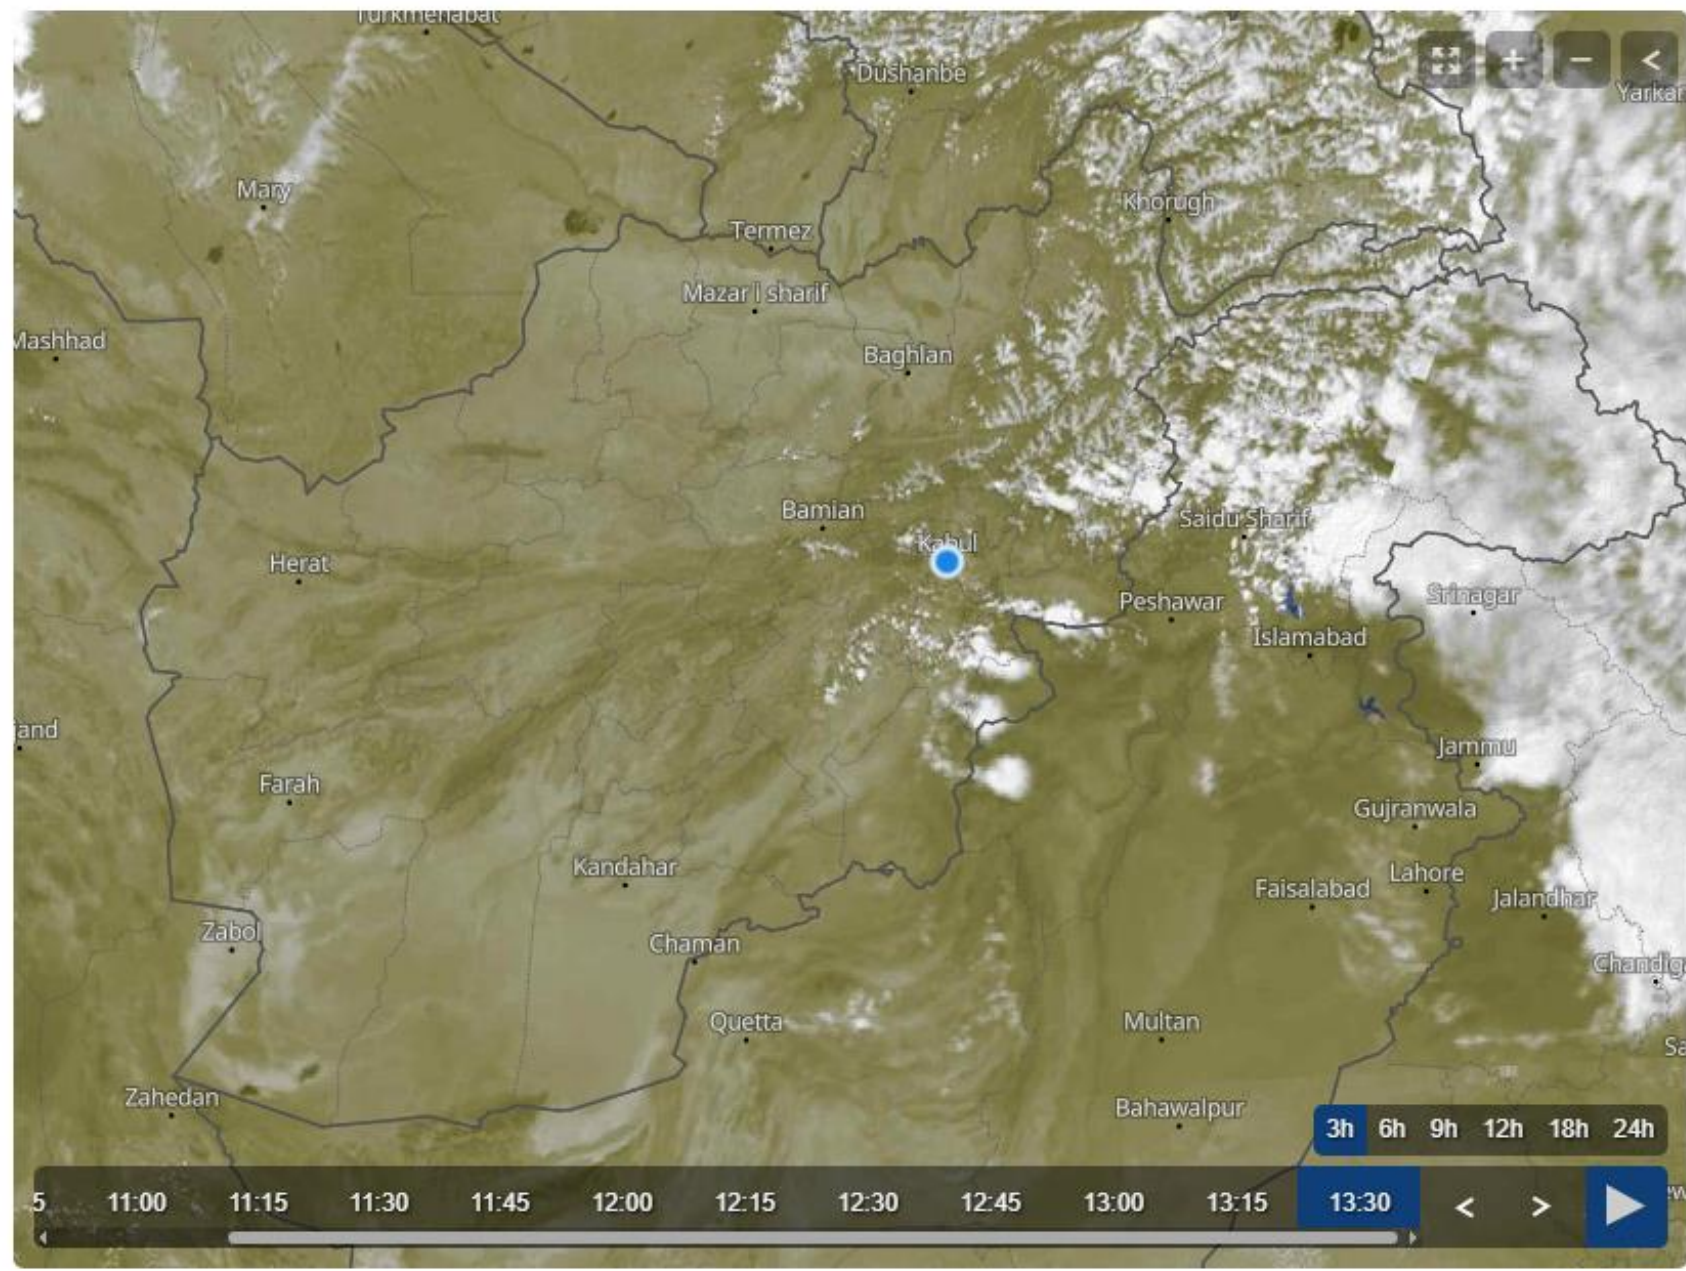 Turkmenabat
Dushanbe
Mary
Khorugh
Termez
Mazar i sharif
Mashhad
Baghlan
Bamian
Saidu Sharif
Kabul
Herat
Srinagar
Peshawar
Islamabad
jand
Jammu
Farah
Gujranwala
Kandahar
Lahore
Faisalabad
Jalandhar
Zabol
Chaman
Chandig
Quetta
Multan
Sa
Zahedan
Bahawalpur
3h 6h 9h 12h 18h 24h
5 11:00 11:15 11:30 11:45 12:00 12:15 12:30 12:45 13:00 13:15 13:30 < >